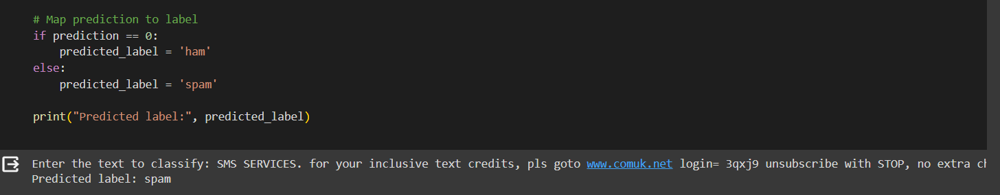 # Map prediction to label
if prediction == 0:
    predicted_label = 'ham'
else:
    predicted_label = 'spam'
print("Predicted label:", predicted_label)
Enter the text to classify: SMS SERVICES. for your inclusive text credits, pls goto www.comuk.net login= 3qxj9 unsubscribe with STOP, no extra
Predicted label: spam